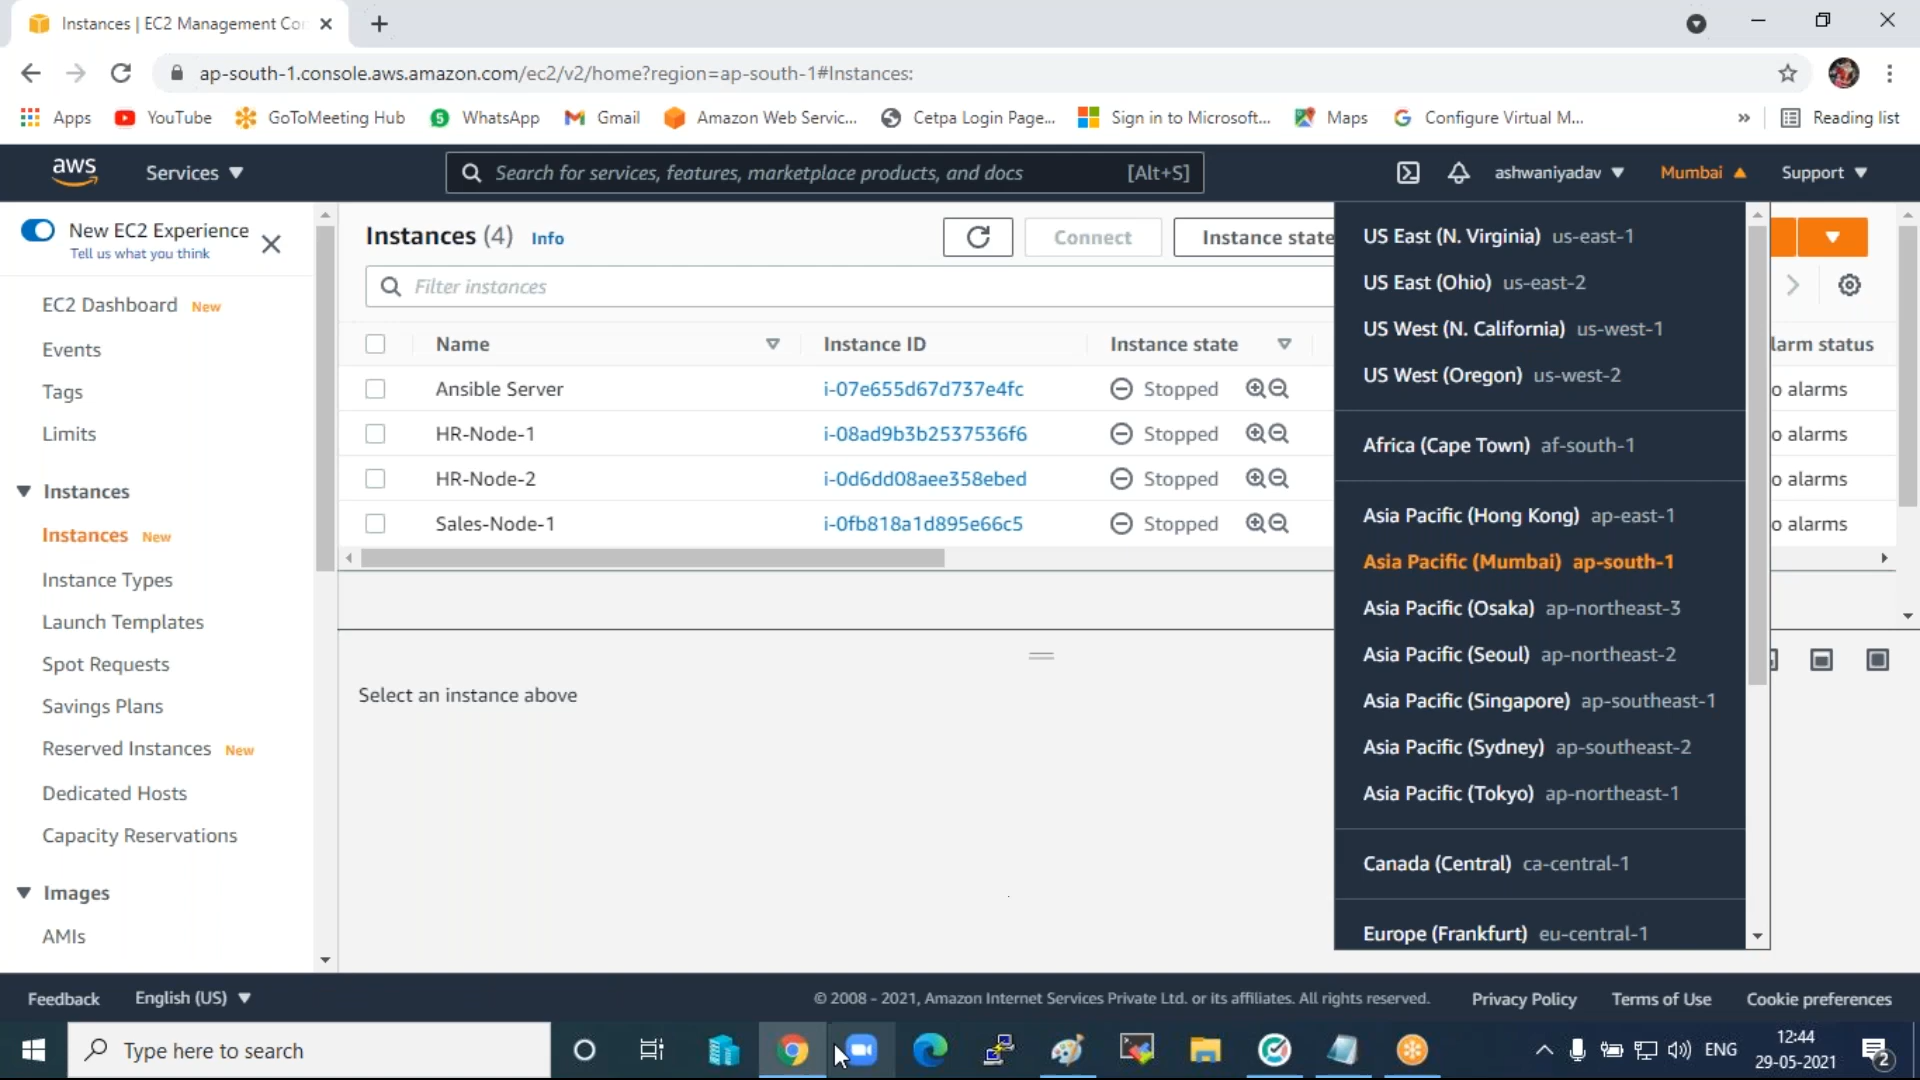 Instances | EC2 Management Co
ap-south-1.console.aws.amazon.com/ec2/v2/home?region=ap-south-1#Instances:
Apps YouTube GoToMeeting Hub WhatsApp Gmail Amazon Web Servic... Cetpa Login Page... Sign in to Microsoft... Maps Configure Virtual M... » Reading list
aws Services Search for services, features, marketplace products, and docs [Alt+S] ashwaniyadav Mumbai Support
New EC2 Experience
Tell us what you think
EC2 Dashboard New
Events
Tags
Limits
Instances
Instances New
Instance Types
Launch Templates
Spot Requests
Savings Plans
Reserved Instances New
Dedicated Hosts
Capacity Reservations
Images
AMIs
Instances (4) Info Connect Instance state
Filter instances
Name Instance ID Instance state larm status
Ansible Server i-07e655d67d737e4fc Stopped o alarms
HR-Node-1 i-08ad9b3b2537536f6 Stopped o alarms
HR-Node-2 i-0d6dd08aee358ebed Stopped o alarms
Sales-Node-1 i-0fb818a1d895e66c5 Stopped o alarms
Select an instance above
US East (N. Virginia) us-east-1
US East (Ohio) us-east-2
US West (N. California) us-west-1
US West (Oregon) us-west-2
Africa (Cape Town) af-south-1
Asia Pacific (Hong Kong) ap-east-1
Asia Pacific (Mumbai) ap-south-1
Asia Pacific (Osaka) ap-northeast-3
Asia Pacific (Seoul) ap-northeast-2
Asia Pacific (Singapore) ap-southeast-1
Asia Pacific (Sydney) ap-southeast-2
Asia Pacific (Tokyo) ap-northeast-1
Canada (Central) ca-central-1
Europe (Frankfurt) eu-central-1
Feedback English (US) © 2008 - 2021, Amazon Internet Services Private Ltd. or its affiliates. All rights reserved. Privacy Policy Terms of Use Cookie preferences
Type here to search ENG 12:44
29-05-2021
2